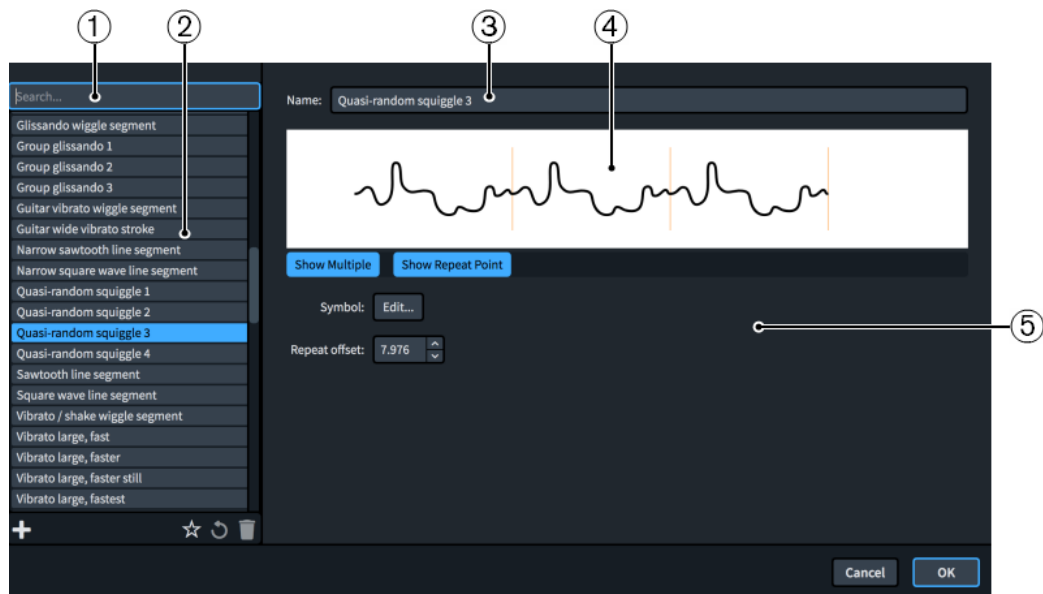 ① ② ③ ④
Search...
Name: Quasi-random squiggle 3
Glissando wiggle segment
Group glissando 1
Group glissando 2
Group glissando 3
Guitar vibrato wiggle segment
Guitar wide vibrato stroke
Narrow sawtooth line segment
Narrow square wave line segment
Quasi-random squiggle 1
Quasi-random squiggle 2
Quasi-random squiggle 3
Quasi-random squiggle 4
Sawtooth line segment
Square wave line segment
Vibrato / shake wiggle segment
Vibrato large, fast
Vibrato large, faster
Vibrato large, faster still
Vibrato large, fastest
Show Multiple Show Repeat Point
Symbol: Edit...
⑤
Repeat offset: 7.976
Cancel OK